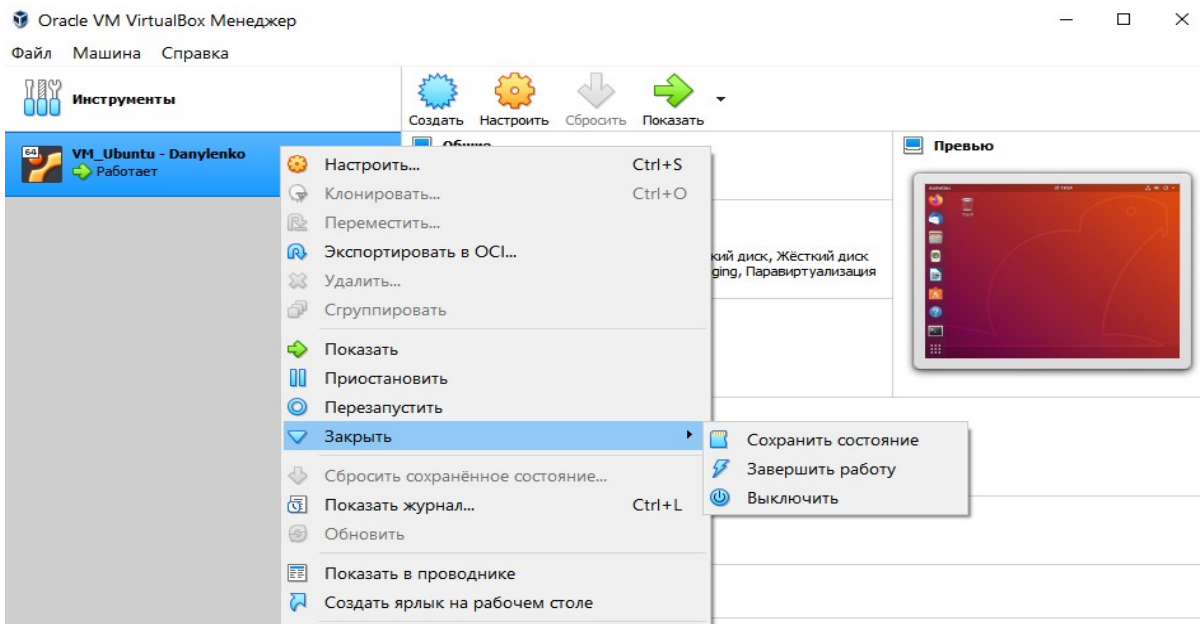 Oracle VM VirtualBox Менеджер
Файл Машина Справка
Инструменты
Создать Настроить Сбросить Показать
64
VM_Ubuntu - Danylenko
Работает
Общие
Превью
Настроить... Ctrl+S
Клонировать... Ctrl+O
Переместить...
Экспортировать в OCI...
кий диск, Жёсткий диск
ging, Паравиртуализация
Удалить...
Сгруппировать
Показать
Приостановить
Перезапустить
Закрыть
Сохранить состояние
Завершить работу
Выключить
Сбросить сохранённое состояние...
Показать журнал... Ctrl+L
Обновить
Показать в проводнике
Создать ярлык на рабочем столе